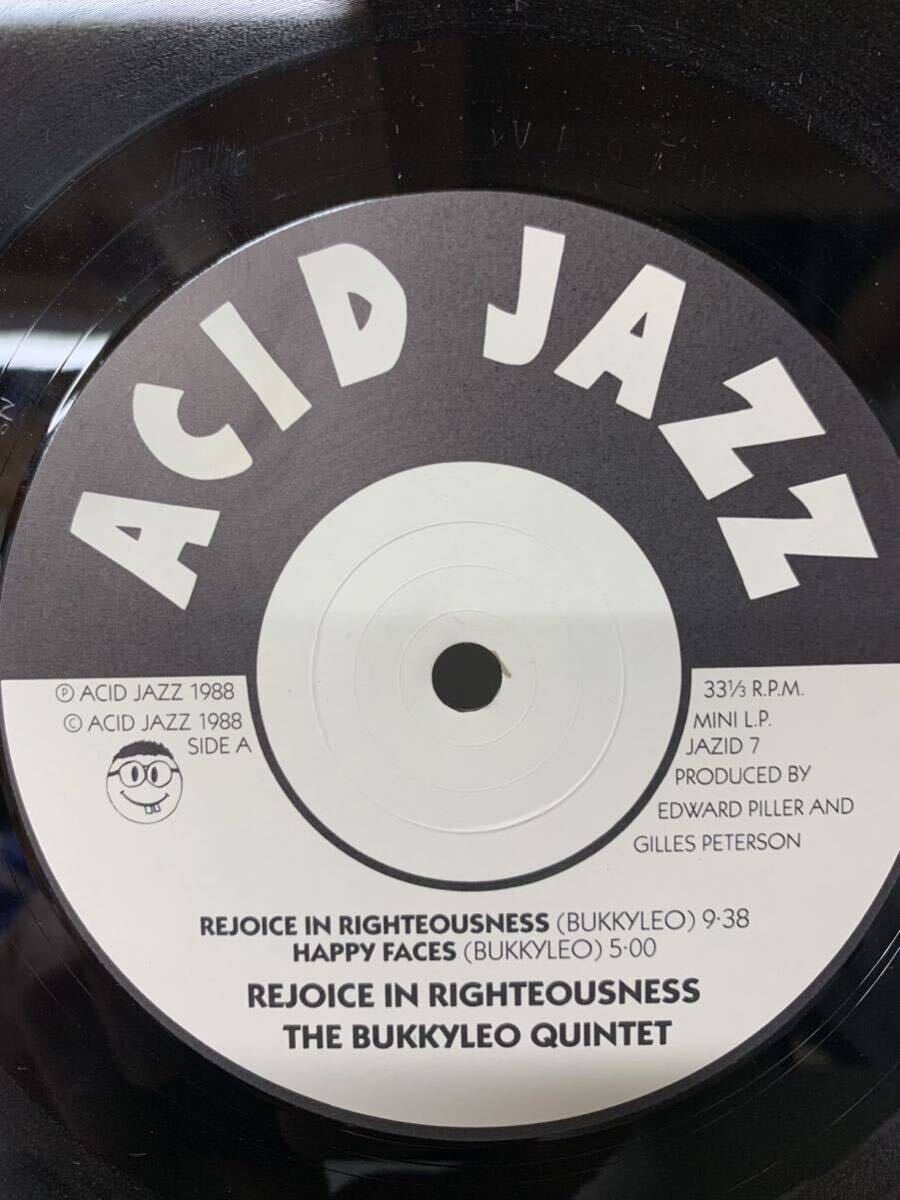 ACID JAZZ
Ⓟ ACID JAZZ 1988
© ACID JAZZ 1988
SIDE A
33⅓ R.P.M.
MINI L.P.
JAZID 7
PRODUCED BY
EDWARD PILLER AND
GILLES PETERSON
REJOICE IN RIGHTEOUSNESS (BUKKYLEO) 9·38
HAPPY FACES (BUKKYLEO) 5·00
REJOICE IN RIGHTEOUSNESS
THE BUKKYLEO QUINTET